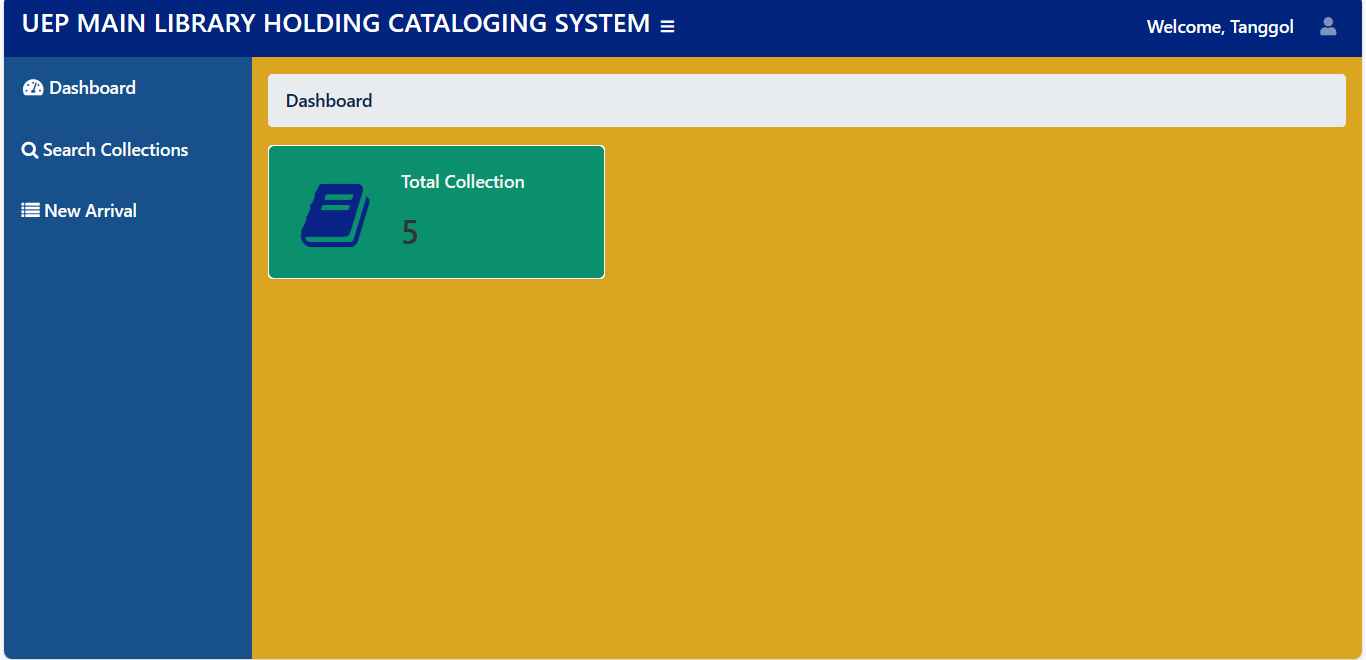 UEP MAIN LIBRARY HOLDING CATALOGING SYSTEM
Welcome, Tanggol
Dashboard
Search Collections
New Arrival
Dashboard
Total Collection
5